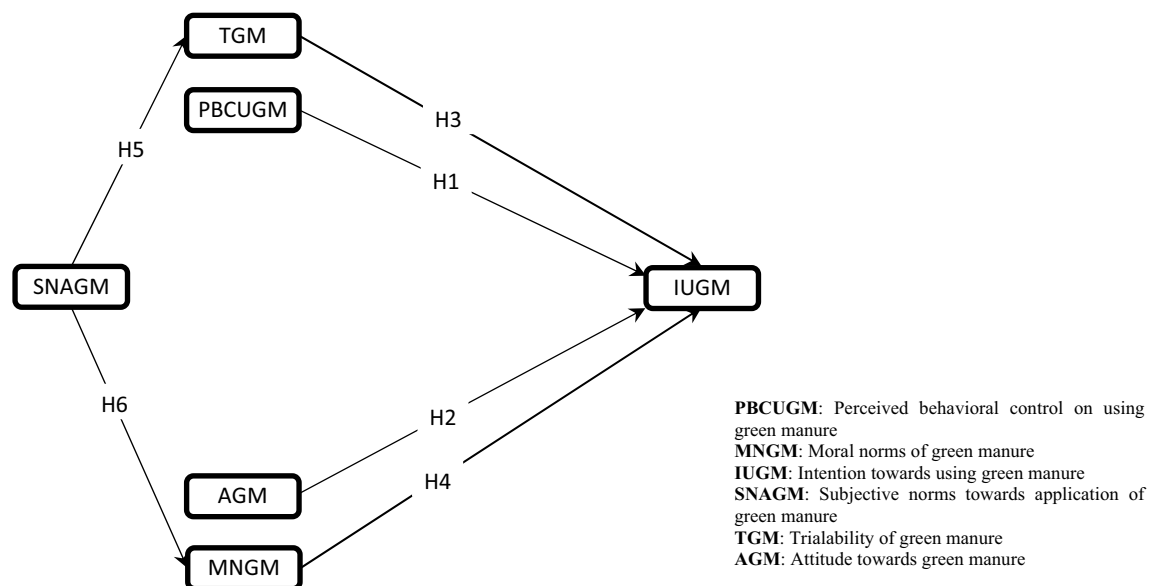 TGM
PBCUGM
H3
H5
H1
SNAGM
IUGM
H6
H2
AGM
H4
MNGM
PBCUGM: Perceived behavioral control on using
green manure
MNGM: Moral norms of green manure
IUGM: Intention towards using green manure
SNAGM: Subjective norms towards application of
green manure
TGM: Trialability of green manure
AGM: Attitude towards green manure